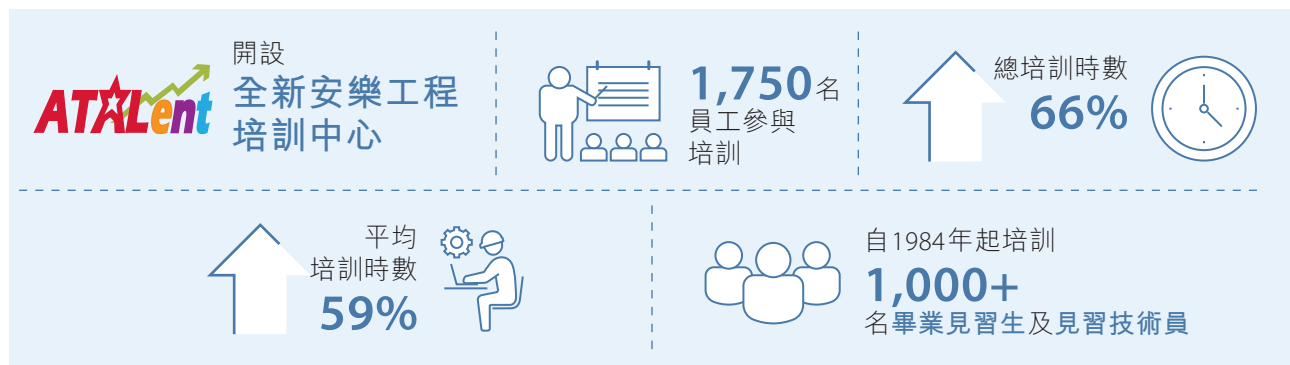 ATALent
開設
全新安樂工程
培訓中心
1,750名
員工參與
培訓
總培訓時數
66%
平均
培訓時數
59%
自1984年起培訓
1,000+
名畢業見習生及見習技術員